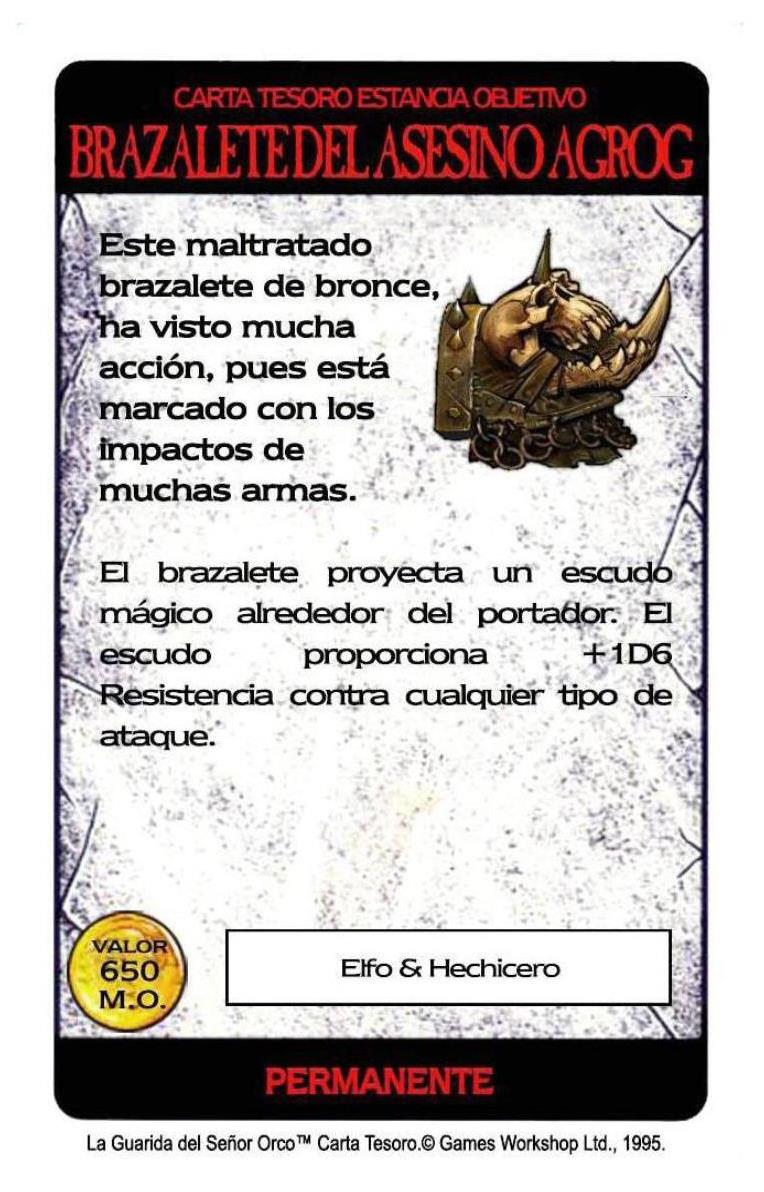 CARTA TESORO ESTANCIA OBJETIVO
BRAZALETE DEL ASESINO AGROG
Este maltratado
brazalete de bronce,
ha visto mucha
acción, pues está
marcado con los
impactos de
muchas armas.
El brazalete proyecta un escudo
mágico alrededor del portador. El
escudo proporciona +1D6
Resistencia contra cualquier tipo de
ataque.
VALOR
650
M.O.
Elfo & Hechicero
PERMANENTE
La Guarida del Señor Orco™ Carta Tesoro.© Games Workshop Ltd., 1995.